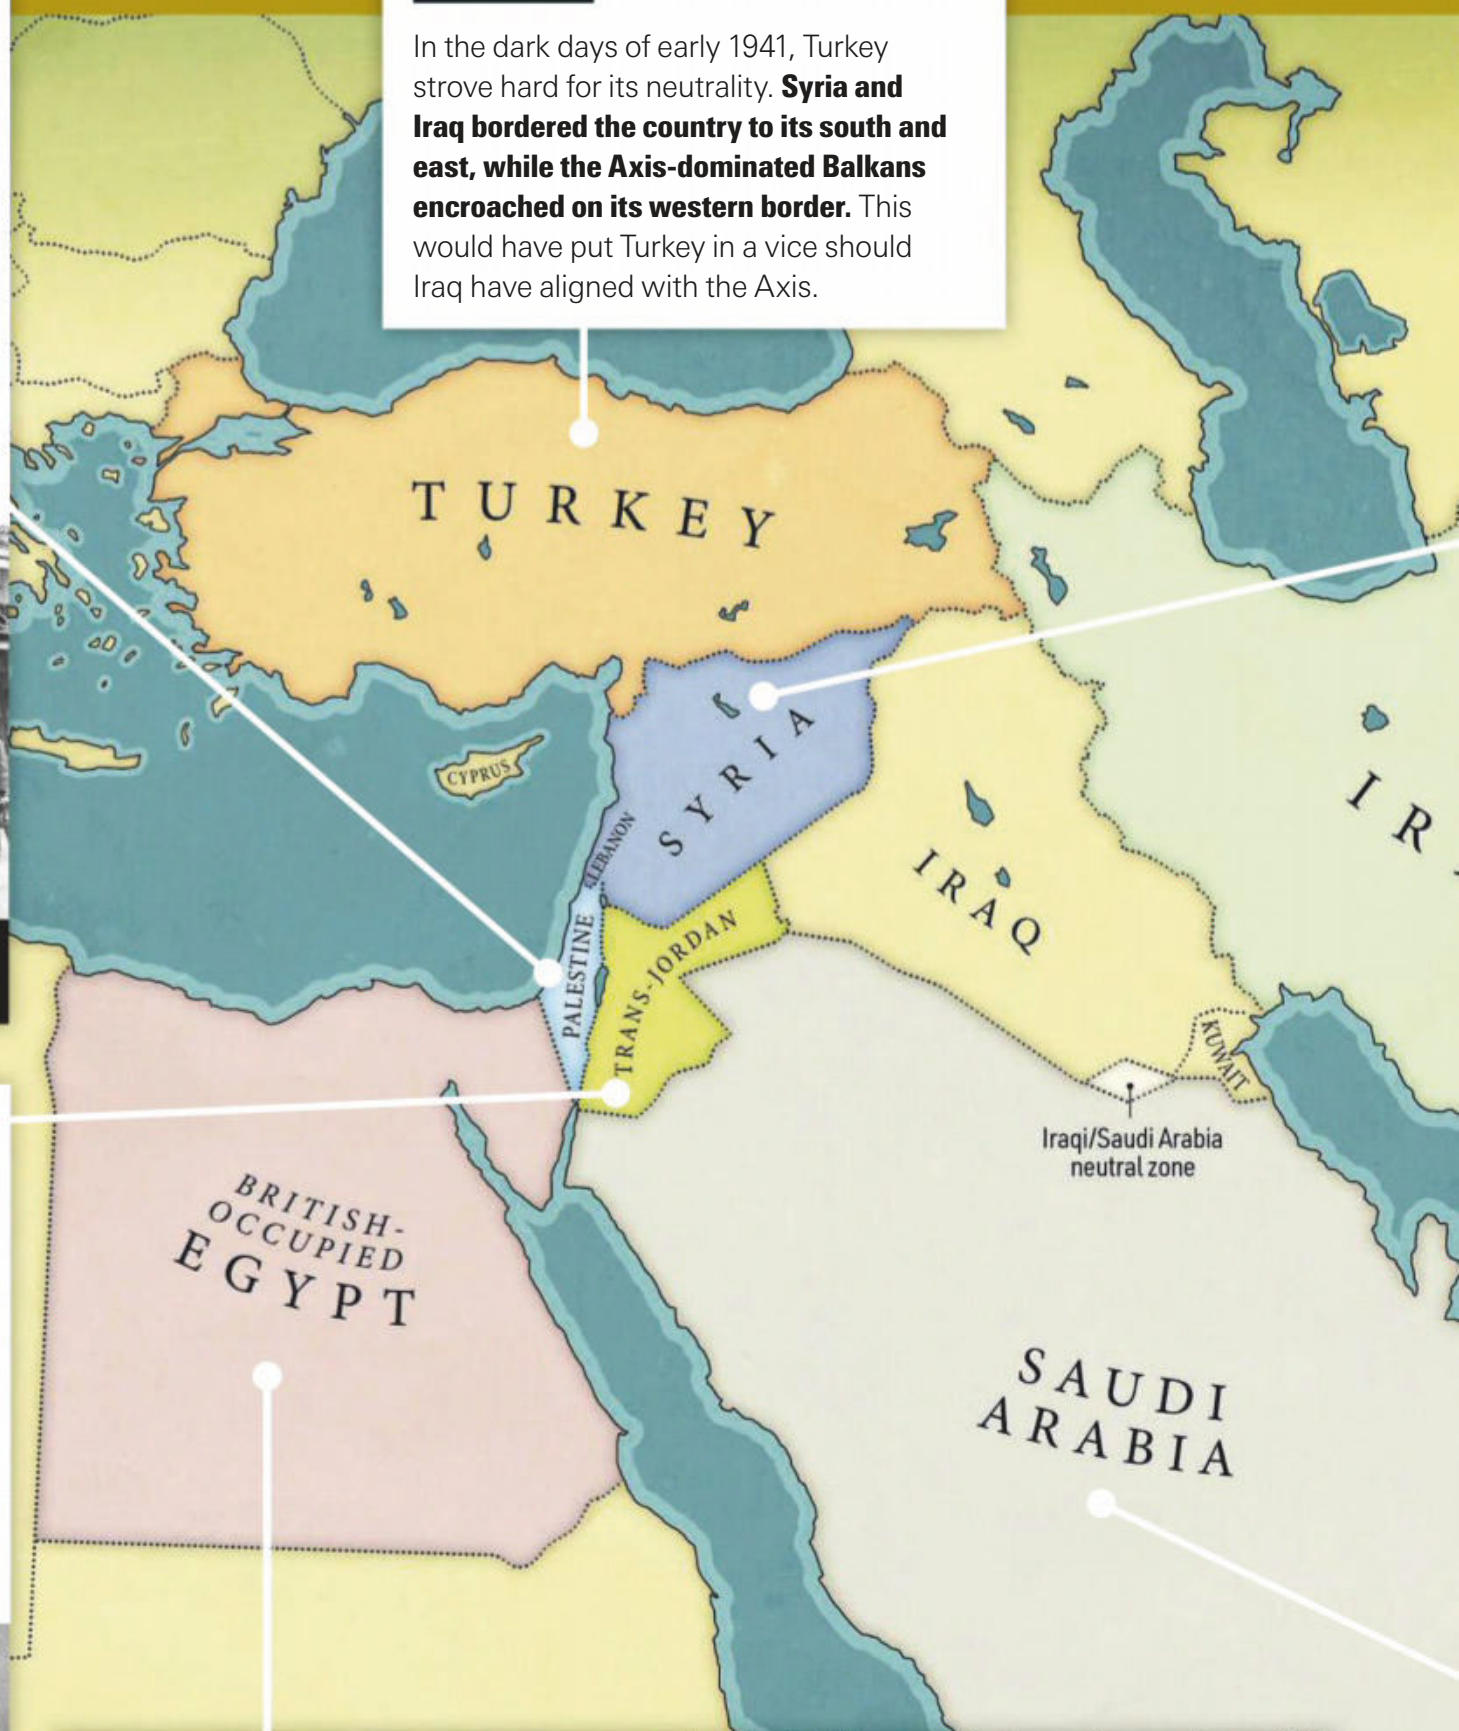 In the dark days of early 1941, Turkey
strove hard for its neutrality. Syria and
Iraq bordered the country to its south and
east, while the Axis-dominated Balkans
encroached on its western border. This
would have put Turkey in a vice should
Iraq have aligned with the Axis.
TURKEY
CYPRUS
SYRIA
LEBANON
IRAQ
IR
PALESTINE
TRANS-JORDAN
KUWAIT
Iraqi/Saudi Arabia
neutral zone
BRITISH-
OCCUPIED
EGYPT
SAUDI
ARABIA